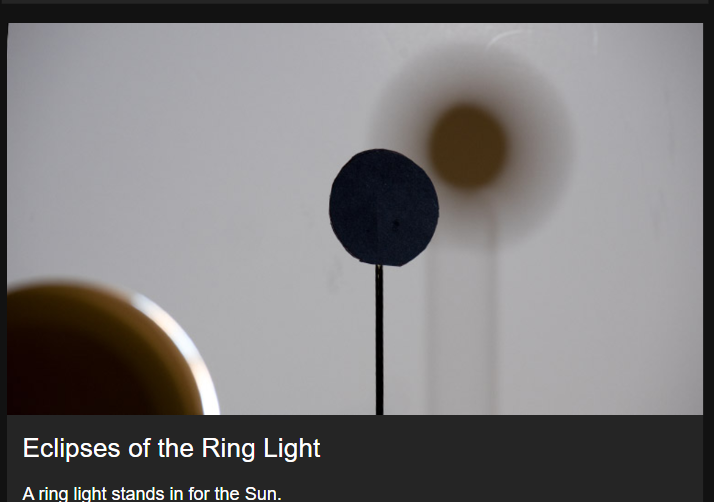 Eclipses of the Ring Light
A ring light stands in for the Sun.